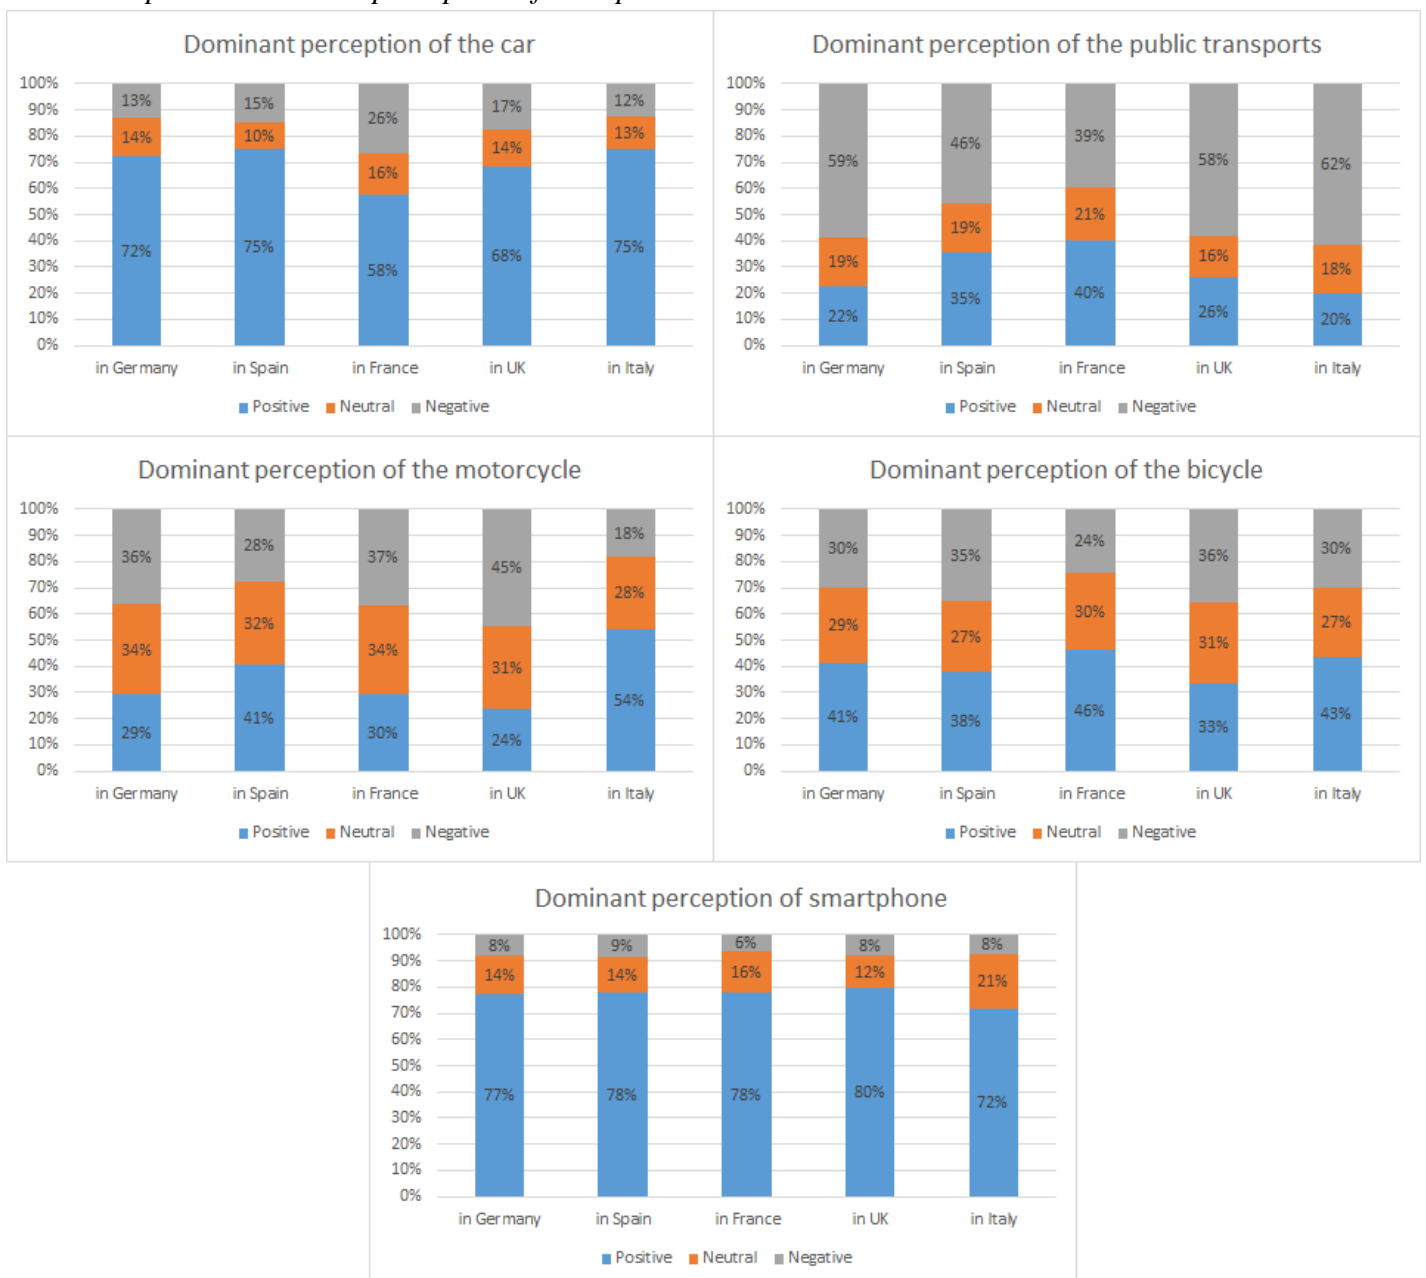 Dominant perception of the car
100%
90%
80%
70%
60%
50%
40%
30%
20%
10%
0%
13% 15% 26% 17% 12%
14% 10% 16% 14% 13%
72% 75% 58% 68% 75%
in Germany in Spain in France in UK in Italy
Positive Neutral Negative
Dominant perception of the public transports
100%
90%
80%
70%
60%
50%
40%
30%
20%
10%
0%
59% 46% 39% 58% 62%
19% 19% 21% 16% 18%
22% 35% 40% 26% 20%
in Germany in Spain in France in UK in Italy
Positive Neutral Negative
Dominant perception of the motorcycle
100%
90%
80%
70%
60%
50%
40%
30%
20%
10%
0%
36% 28% 37% 45% 18%
34% 32% 34% 31% 28%
29% 41% 30% 24% 54%
in Germany in Spain in France in UK in Italy
Positive Neutral Negative
Dominant perception of the bicycle
100%
90%
80%
70%
60%
50%
40%
30%
20%
10%
0%
30% 35% 24% 36% 30%
29% 27% 30% 31% 27%
41% 38% 46% 33% 43%
in Germany in Spain in France in UK in Italy
Positive Neutral Negative
Dominant perception of smartphone
100%
90%
80%
70%
60%
50%
40%
30%
20%
10%
0%
8% 9% 6% 8% 8%
14% 14% 16% 12% 21%
77% 78% 78% 80% 72%
in Germany in Spain in France in UK in Italy
Positive Neutral Negative